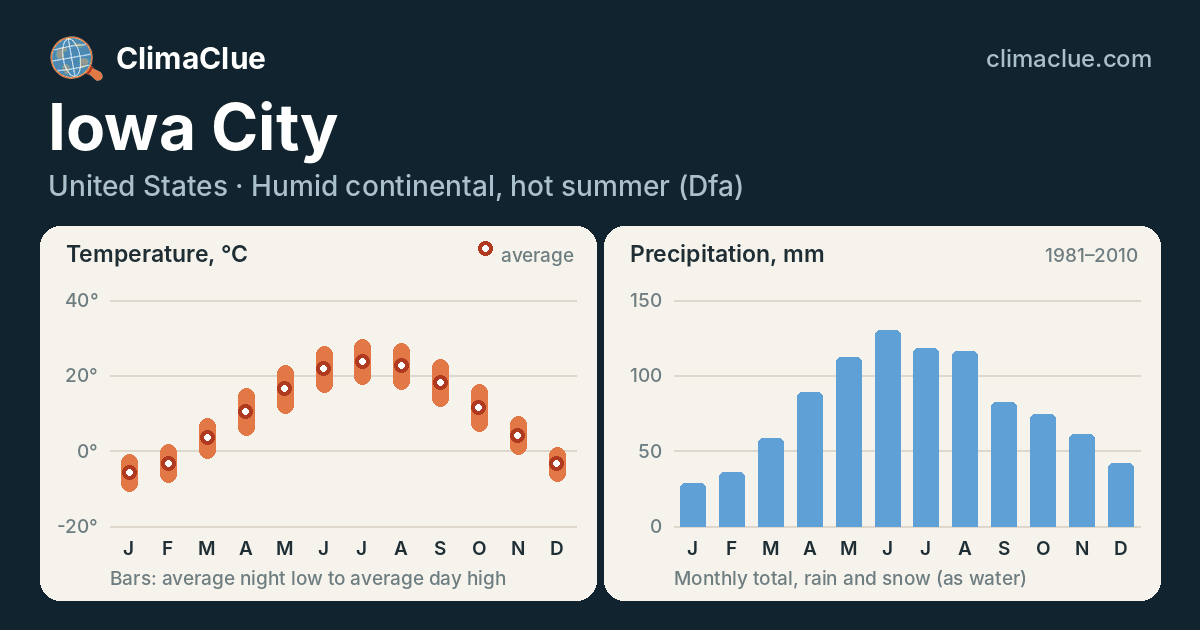 ClimaClue
climaclue.com
Iowa City
United States · Humid continental, hot summer (Dfa)
Temperature, °C
average
40°
20°
0°
-20°
J F M A M J J A S O N D
Bars: average night low to average day high
Precipitation, mm
1981–2010
150
100
50
0
J F M A M J J A S O N D
Monthly total, rain and snow (as water)